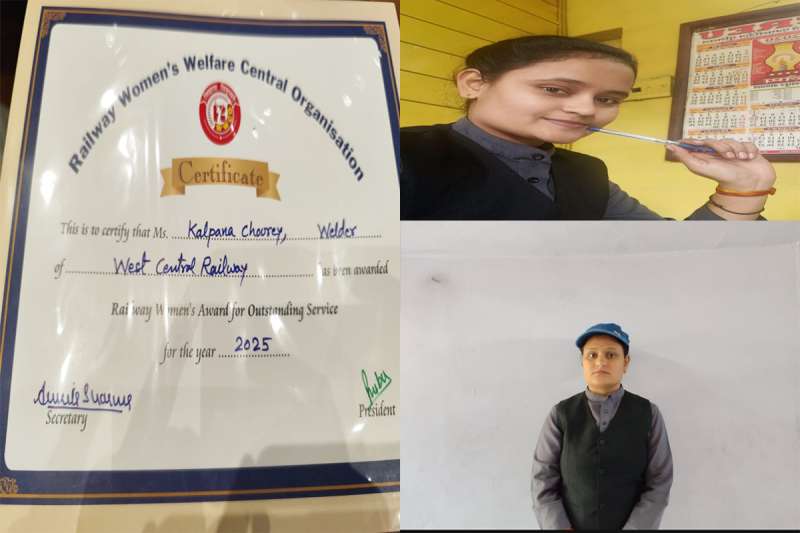 Railway Women's Welfare Central Organisation
Certificate
This is to certify that Ms. Kalpana Chourey, Welder
of West Central Railway has been awarded
Railway Women's Award for Outstanding Service
for the year 2025
Secretary
President